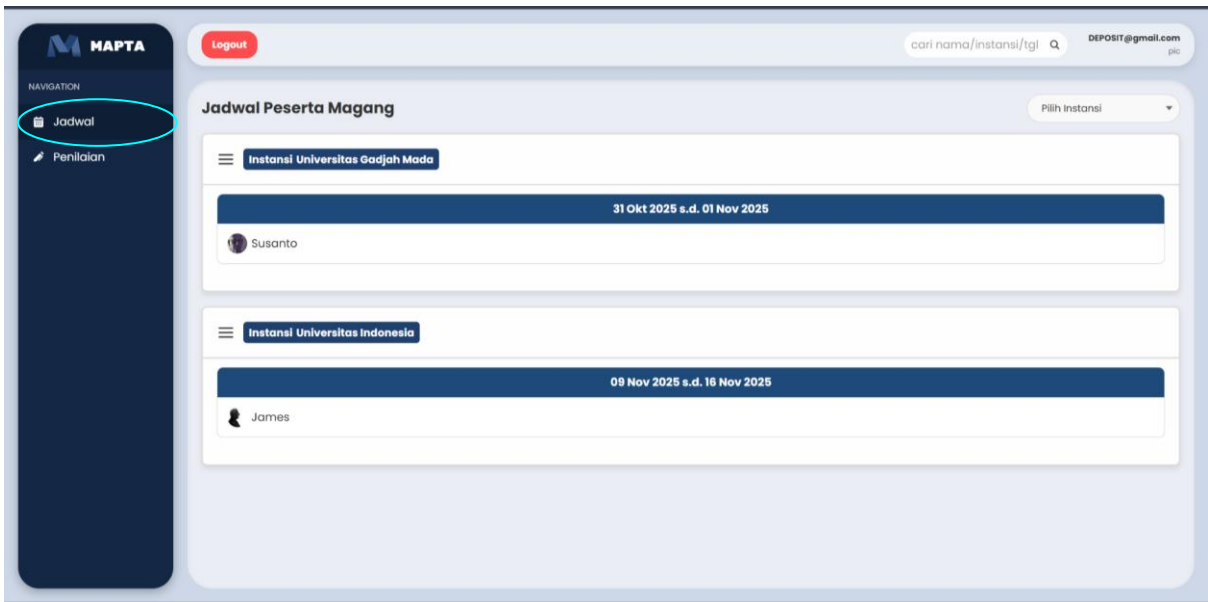 MAPTA
NAVIGATION
Jadwal
Penilaian
Logout
cari nama/instansi/tgl
DEPOSIT@gmail.com
pic
Jadwal Peserta Magang
Pilih Instansi
Instansi Universitas Gadjah Mada
31 Okt 2025 s.d. 01 Nov 2025
Susanto
Instansi Universitas Indonesia
09 Nov 2025 s.d. 16 Nov 2025
James